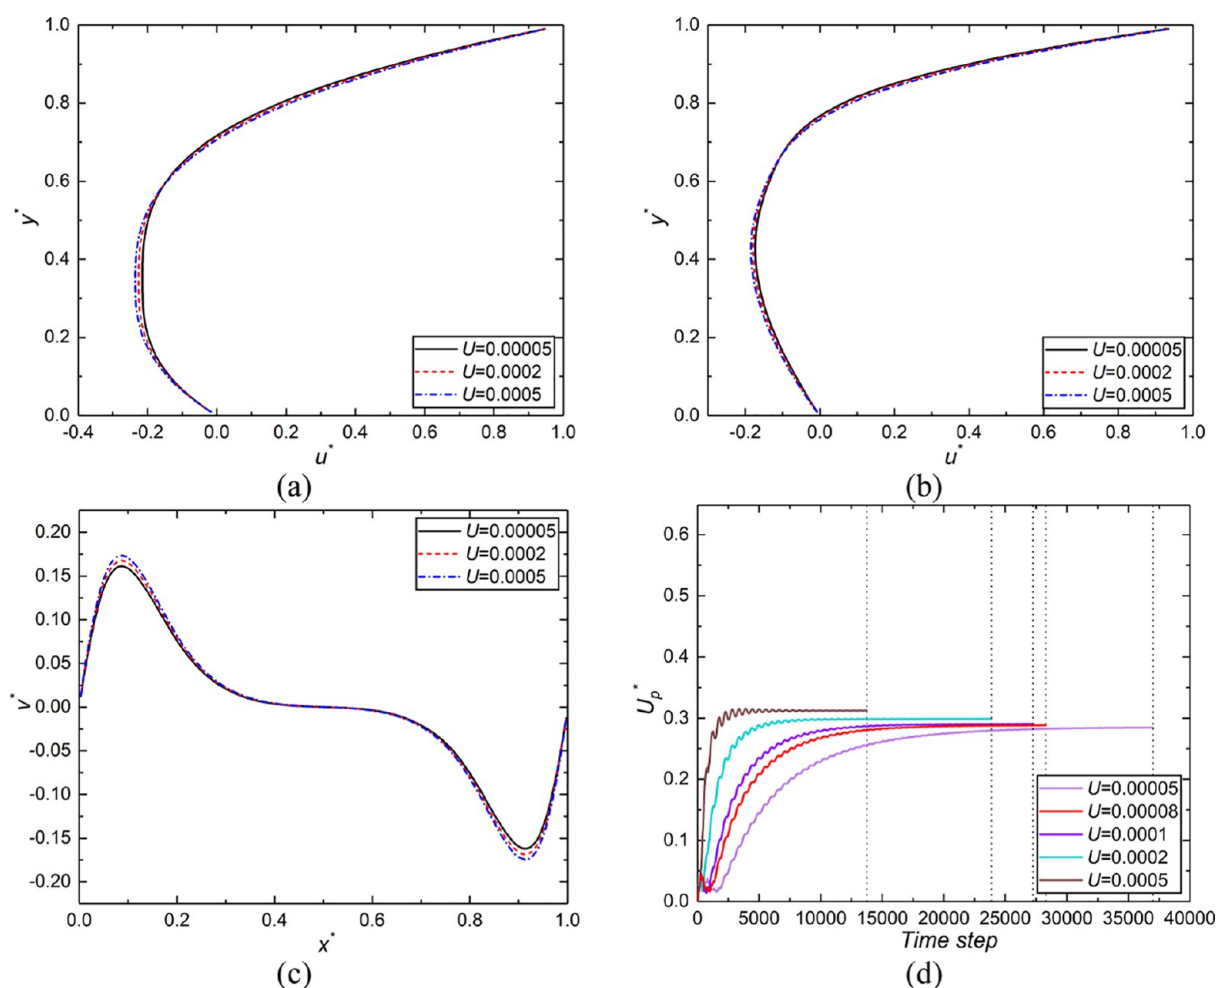 1.0
0.8
0.6
0.4
0.2
0.0
y*
-0.4 -0.2 0.0 0.2 0.4 0.6 0.8 1.0
u*
U=0.00005
U=0.0002
U=0.0005
(a)
1.0
0.8
0.6
0.4
0.2
0.0
y*
-0.2 0.0 0.2 0.4 0.6 0.8 1.0
u*
U=0.00005
U=0.0002
U=0.0005
(b)
0.20
0.15
0.10
0.05
0.00
-0.05
-0.10
-0.15
-0.20
v*
0.0 0.2 0.4 0.6 0.8 1.0
x*
U=0.00005
U=0.0002
U=0.0005
(c)
0.6
0.5
0.4
0.3
0.2
0.1
0.0
Up*
0 5000 10000 15000 20000 25000 30000 35000 40000
Time step
U=0.00005
U=0.00008
U=0.0001
U=0.0002
U=0.0005
(d)